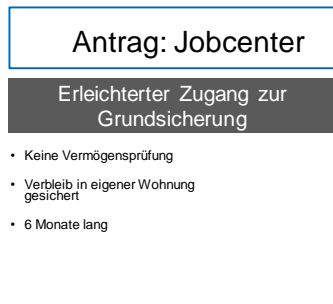 Antrag: Jobcenter
Erleichterter Zugang zur
Grundsicherung
• Keine Vermögensprüfung
• Verbleib in eigener Wohnung
gesichert
• 6 Monate lang